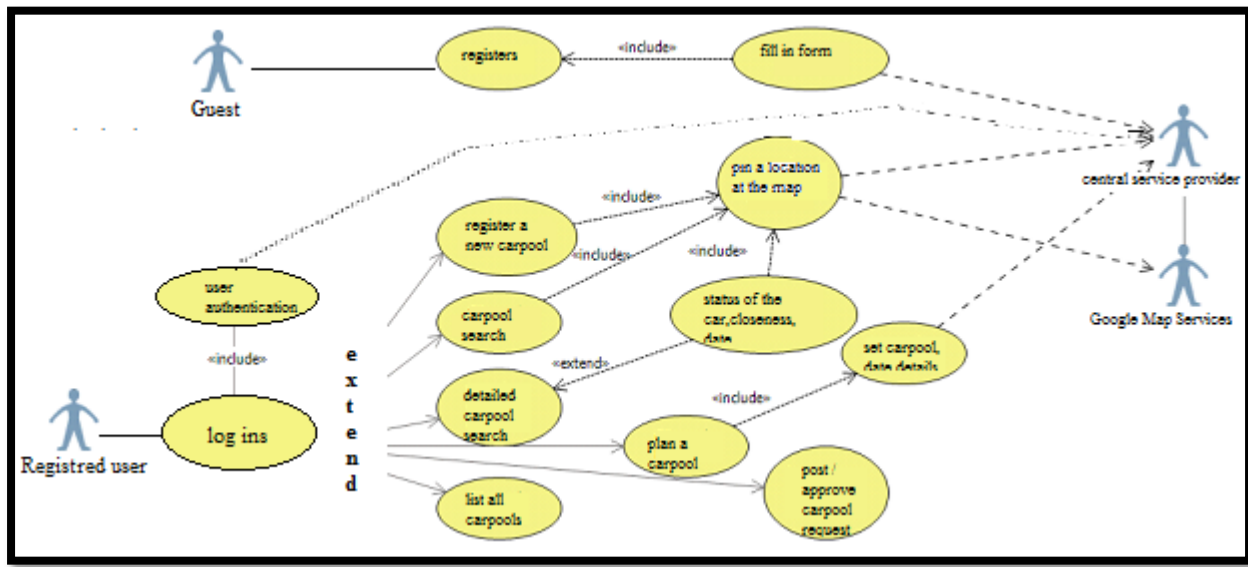 registers
«include»
fill in form
Guest
central service provider
pin a location
at the map
«include»
register a
new carpool
«include»
«include»
user
authentication
carpool
search
status of the
car,closeness,
date
Google Map Services
set carpool,
date details
«include»
e
x
t
e
n
d
«extend»
detailed
carpool
search
«include»
Registred user
log ins
plan a
carpool
list all
carpools
post /
approve
carpool
request